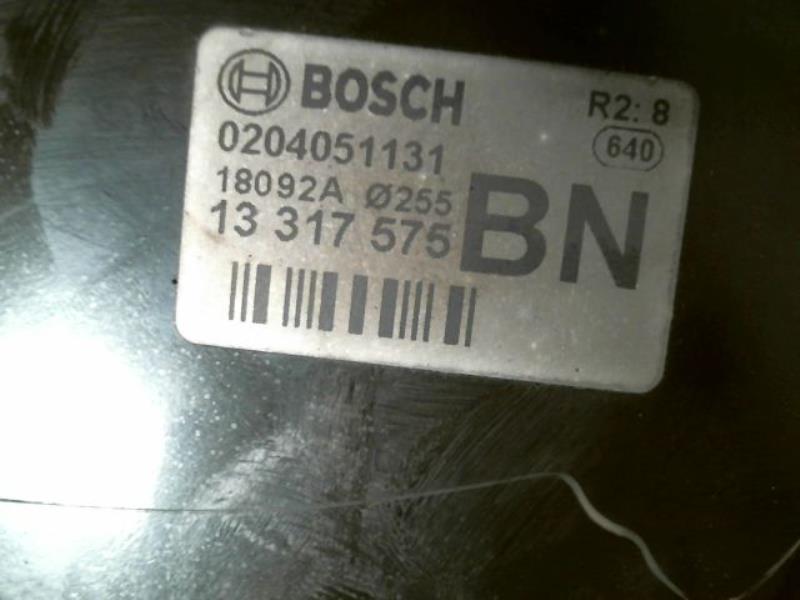 BOSCH R2: 8
0204051131 640
18092A Ø255
13 317 575 BN